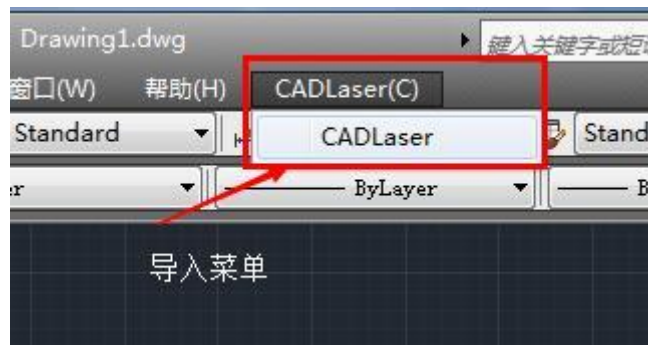 Drawing1.dwg
键入关键字或短
窗口(W) 帮助(H) CADLaser(C)
Standard CADLaser Stand
ByLayer
导入菜单